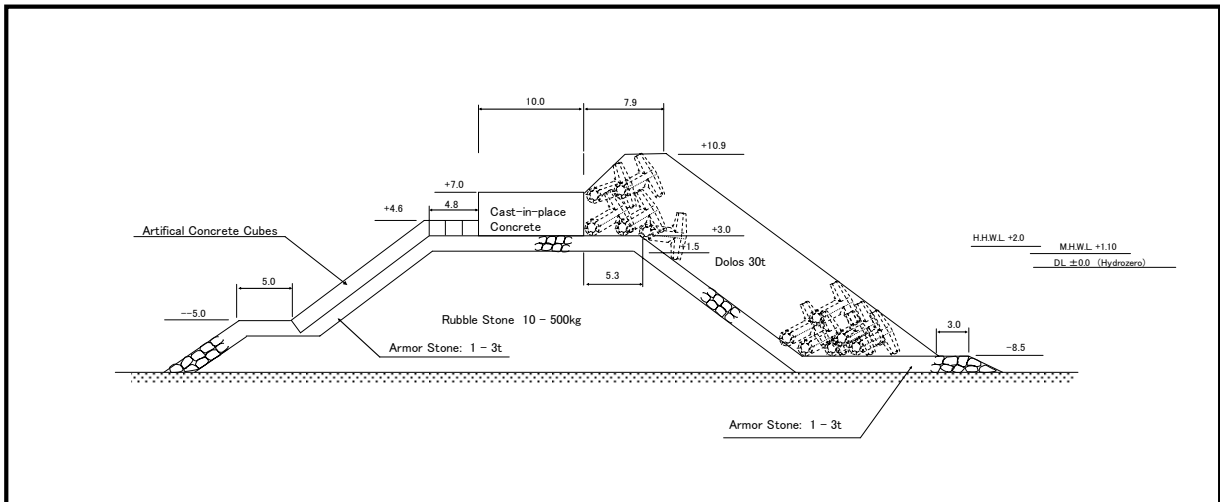 10.0
7.9
+10.9
+7.0
Cast-in-place
Concrete
4.8
+4.6
Artifical Concrete Cubes
+3.0
+1.5
Dolos 30t
5.3
H.H.W.L. +2.0
M.H.W.L. +1.10
DL ±0.0 (Hydrozero)
5.0
--5.0
Rubble Stone 10 - 500kg
Armor Stone: 1 - 3t
3.0
-8.5
Armor Stone: 1 - 3t